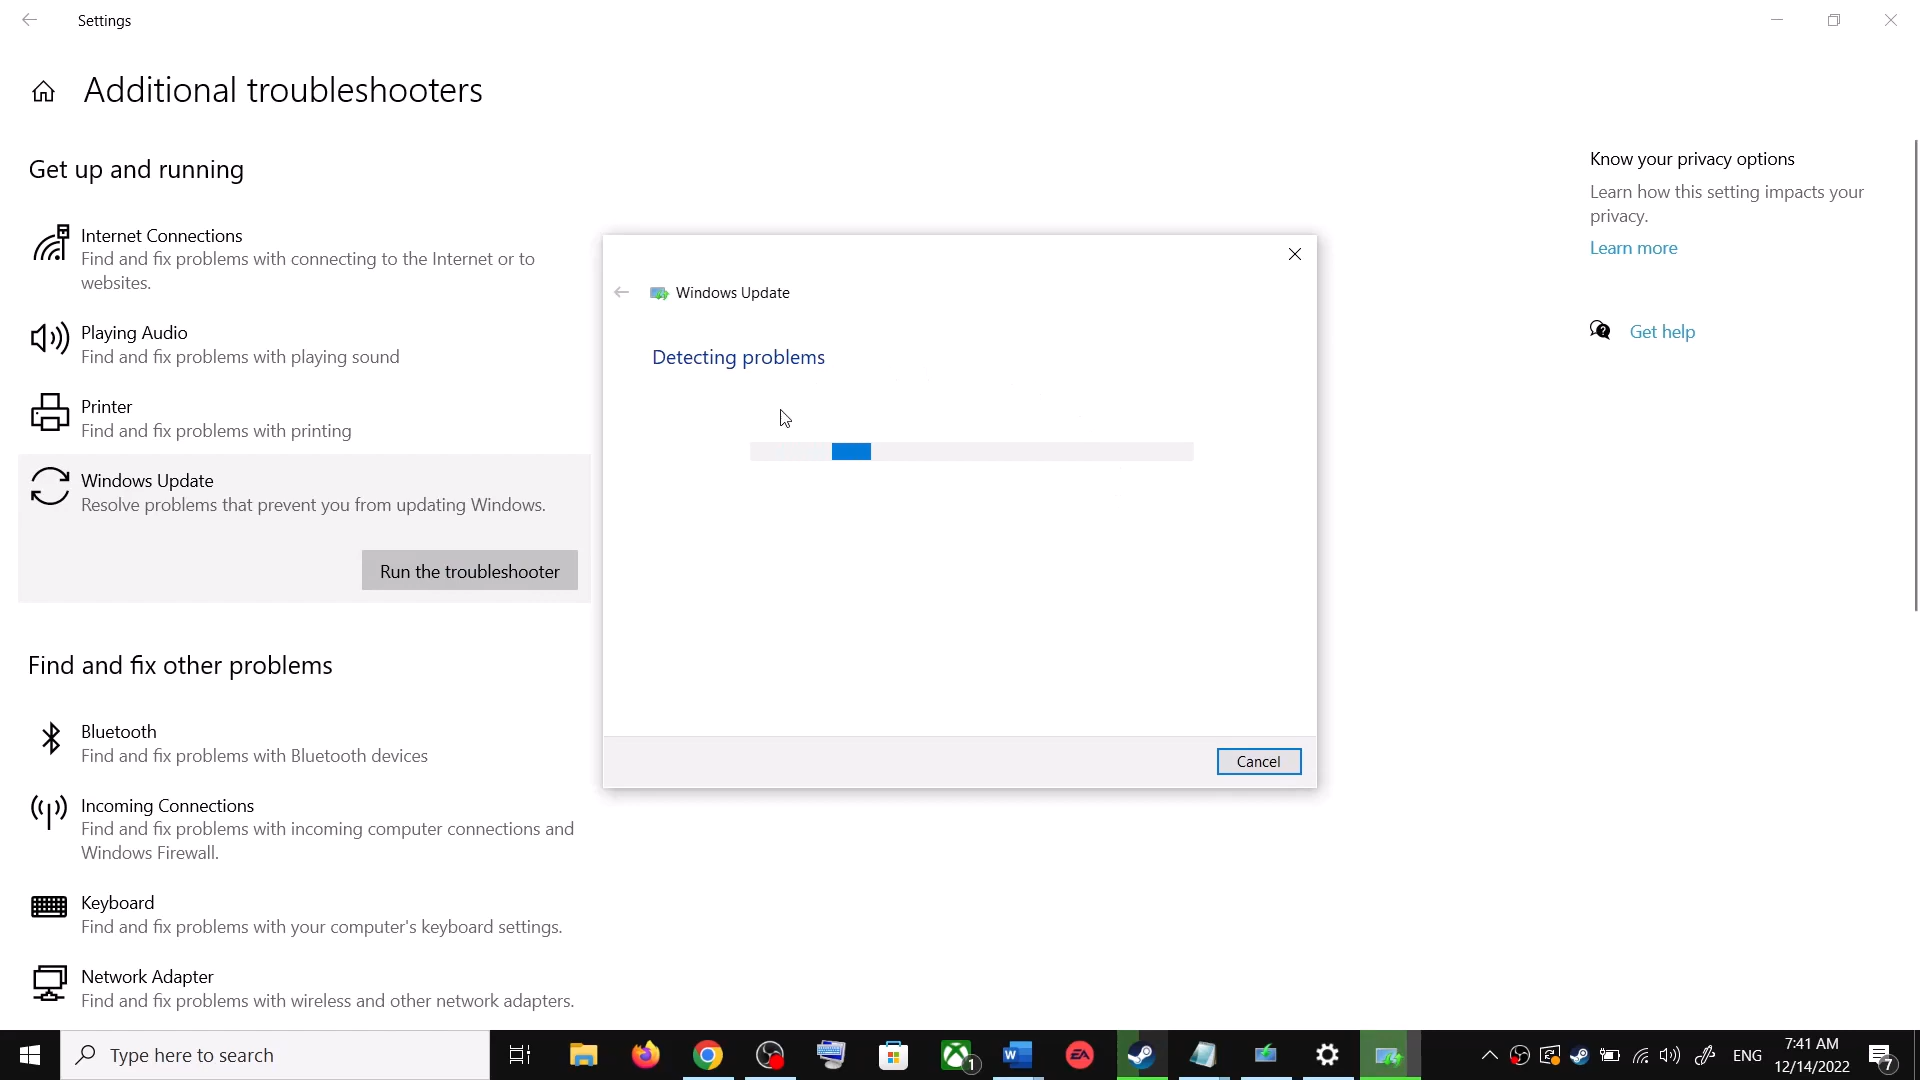 Settings
Additional troubleshooters
Get up and running
Internet Connections
Find and fix problems with connecting to the Internet or to
websites.
Playing Audio
Find and fix problems with playing sound
Printer
Find and fix problems with printing
Windows Update
Resolve problems that prevent you from updating Windows.
Run the troubleshooter
Find and fix other problems
Bluetooth
Find and fix problems with Bluetooth devices
Incoming Connections
Find and fix problems with incoming computer connections and
Windows Firewall.
Keyboard
Find and fix problems with your computer's keyboard settings.
Network Adapter
Find and fix problems with wireless and other network adapters.
Windows Update
Detecting problems
Cancel
Know your privacy options
Learn how this setting impacts your
privacy.
Learn more
Get help
Type here to search
1
W
EA
ENG
7:41 AM
12/14/2022
7